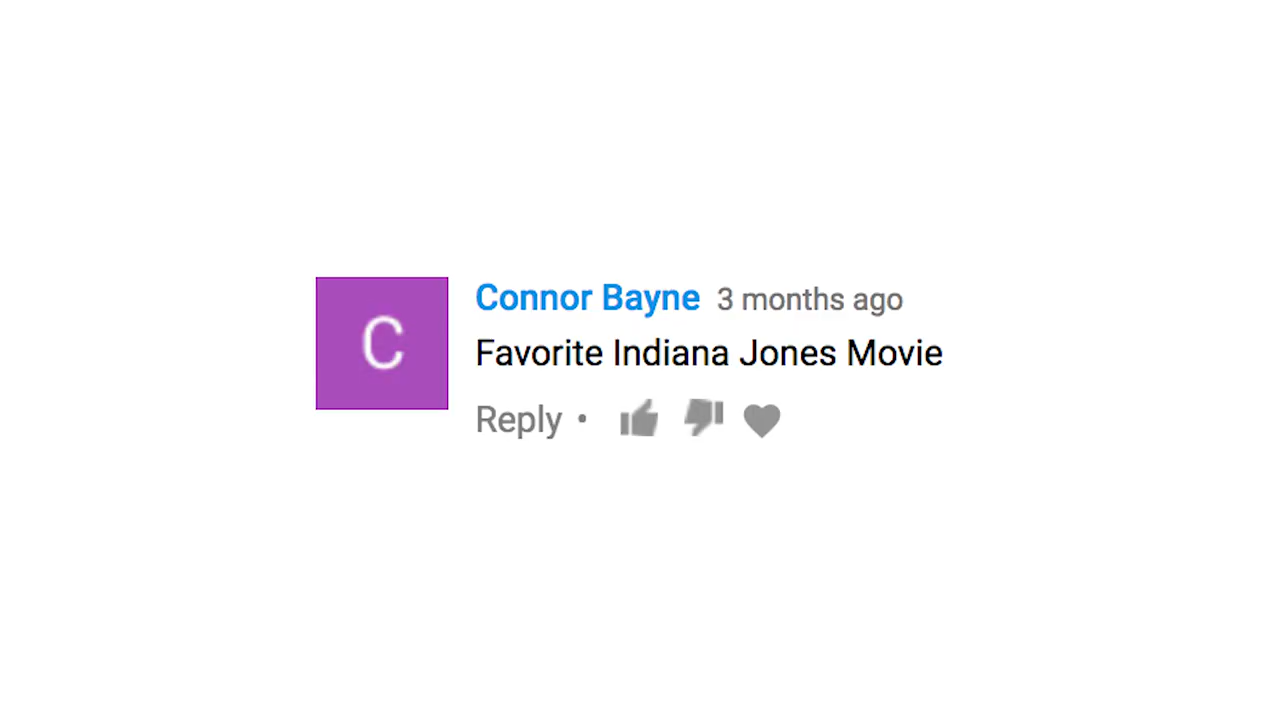 C
Connor Bayne 3 months ago
Favorite Indiana Jones Movie
Reply •